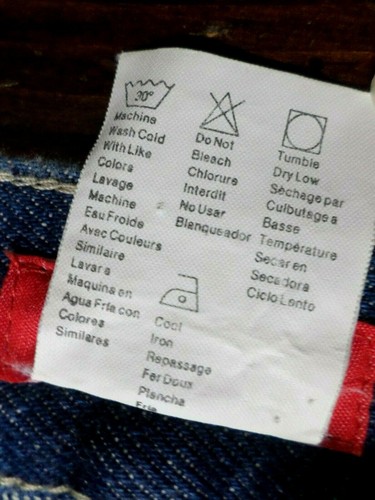 30°
Machine
Wash Cold
With Like
Colors
Lavage
Machine
Eau Froide
Avec Couleurs
Similaire
Lavar a
Maquina en
Agua Fria con
Colores
Similares
Do Not
Bleach
Chlorure
Interdit
No Usar
Blanqueador
Tumble
Dry Low
Séchage par
Culbutage a
Basse
Température
Secar en
Secadora
Ciclo Lento
Cool
Iron
Repassage
Fer Doux
Plancha